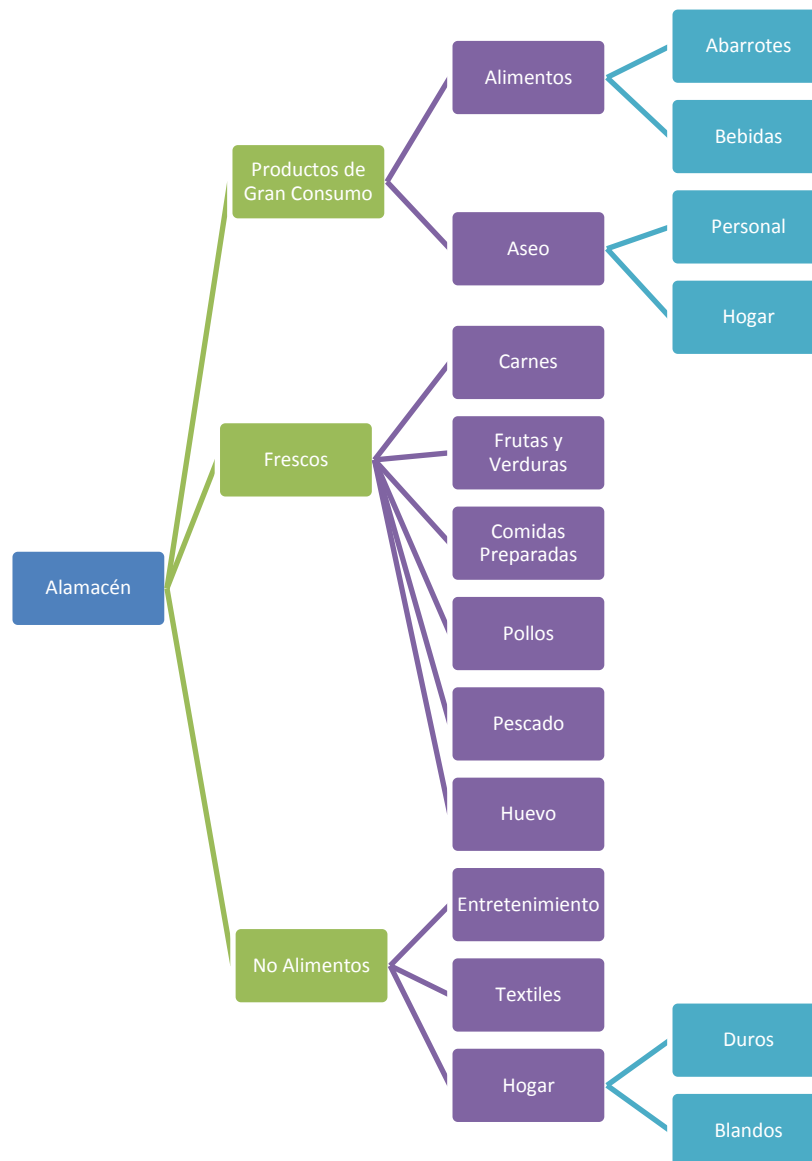 Alamacén
Productos de
Gran Consumo
Alimentos
Abarrotes
Bebidas
Aseo
Personal
Hogar
Frescos
Carnes
Frutas y
Verduras
Comidas
Preparadas
Pollos
Pescado
Huevo
No Alimentos
Entretenimiento
Textiles
Hogar
Duros
Blandos